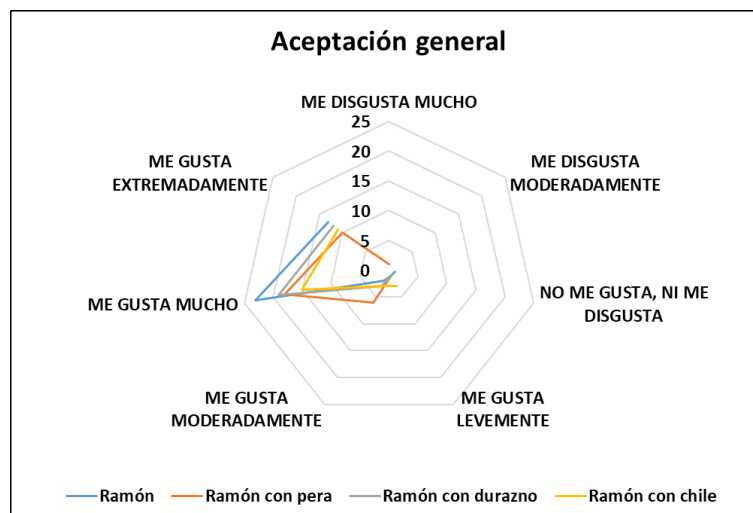 Aceptación general
ME DISGUSTA MUCHO
25
20
15
10
5
0
ME DISGUSTA
MODERADAMENTE
NO ME GUSTA, NI ME
DISGUSTA
ME GUSTA
LEVEMENTE
ME GUSTA
MODERADAMENTE
ME GUSTA MUCHO
ME GUSTA
EXTREMADAMENTE
Ramón
Ramón con pera
Ramón con durazno
Ramón con chile